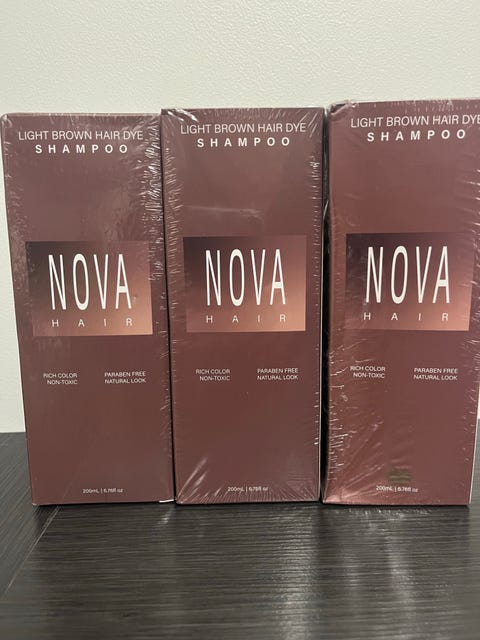 LIGHT BROWN HAIR DYE
SHAMPOO
NOVA
HAIR
RICH COLOR
NON-TOXIC
PARABEN FREE
NATURAL LOOK
200mL | 6.76fl oz
LIGHT BROWN HAIR DYE
SHAMPOO
NOVA
HAIR
RICH COLOR
NON-TOXIC
PARABEN FREE
NATURAL LOOK
200mL | 6.76fl oz
LIGHT BROWN HAIR DYE
SHAMPOO
NOVA
HAIR
RICH COLOR
NON-TOXIC
PARABEN FREE
NATURAL LOOK
200mL | 6.76fl oz